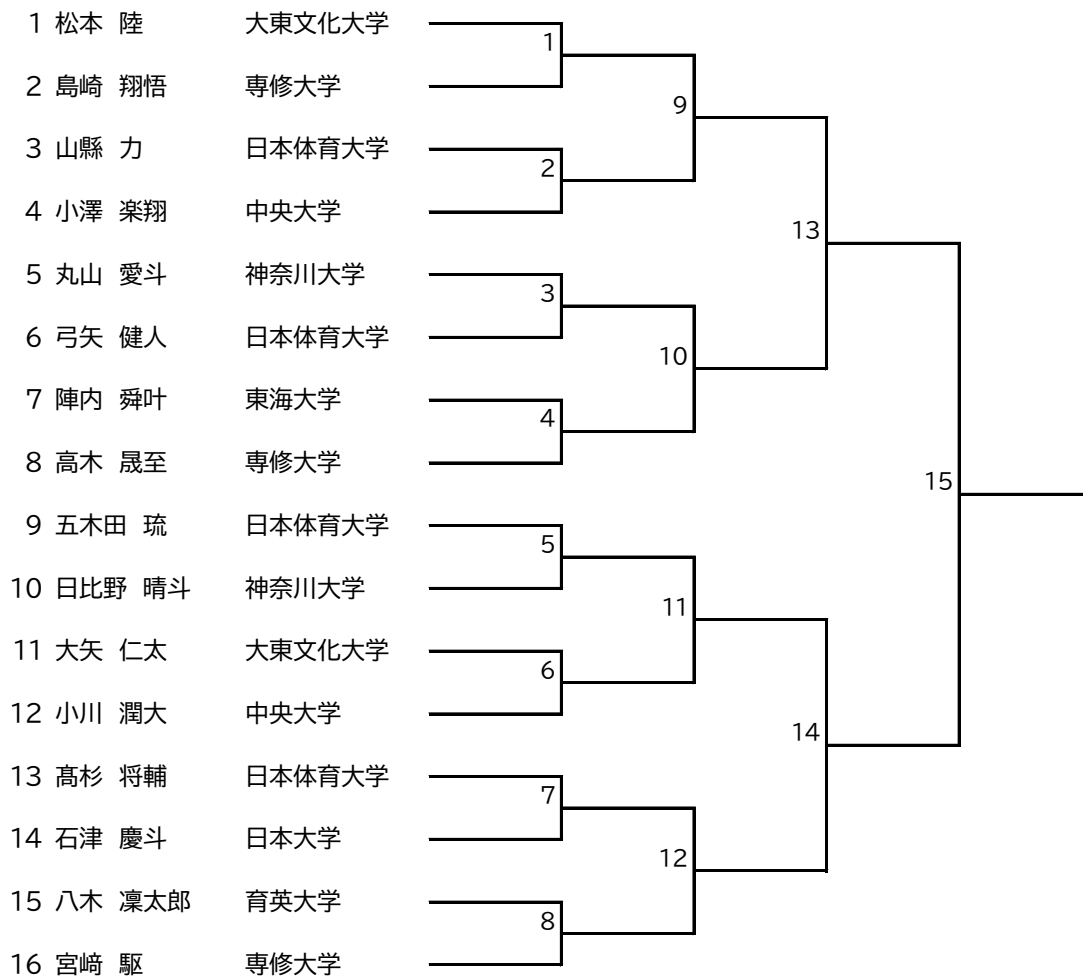 1 松本 陸 大東文化大学
2 島崎 翔悟 専修大学
3 山縣 力 日本体育大学
4 小澤 楽翔 中央大学
5 丸山 愛斗 神奈川大学
6 弓矢 健人 日本体育大学
7 陣内 舜叶 東海大学
8 高木 晟至 専修大学
9 五木田 琉 日本体育大学
10 日比野 晴斗 神奈川大学
11 大矢 仁太 大東文化大学
12 小川 潤大 中央大学
13 髙杉 将輔 日本体育大学
14 石津 慶斗 日本大学
15 八木 凜太郎 育英大学
16 宮﨑 駆 専修大学
1
2
3
4
5
6
7
8
9
10
11
12
13
14
15